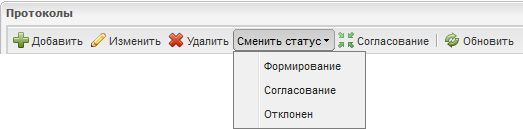 Протоколы
Добавить Изменить Удалить Сменить статус Согласование Обновить
Формирование
Согласование
Отклонен